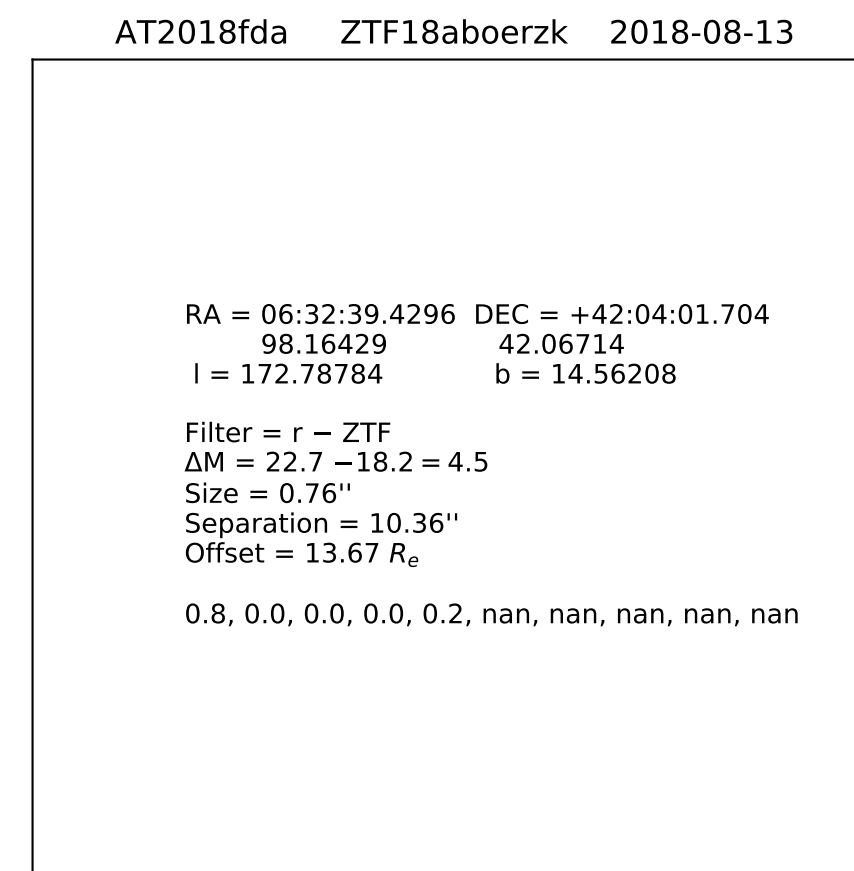 AT2018fda ZTF18aboerzk 2018-08-13
RA = 06:32:39.4296 DEC = +42:04:01.704
98.16429 42.06714
l = 172.78784 b = 14.56208
Filter = r − ZTF
ΔM = 22.7 −18.2 = 4.5
Size = 0.76''
Separation = 10.36''
Offset = 13.67 Rₑ
0.8, 0.0, 0.0, 0.0, 0.2, nan, nan, nan, nan, nan